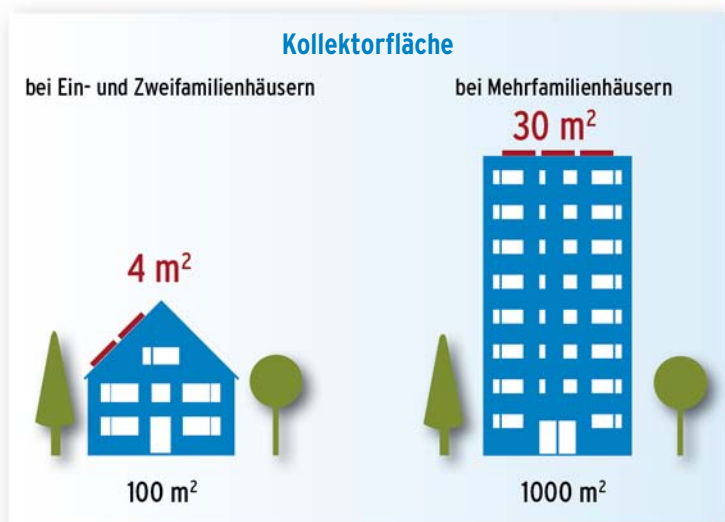 Kollektorfläche
bei Ein- und Zweifamilienhäusern
4 m²
100 m²
bei Mehrfamilienhäusern
30 m²
1000 m²